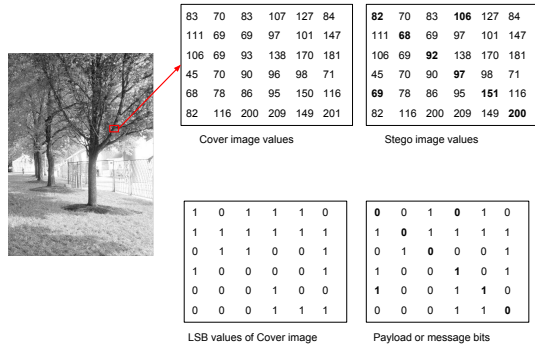 83 70 83 107 127 84
111 69 69 97 101 147
106 69 93 138 170 181
45 70 90 96 98 71
68 78 86 95 150 116
82 116 200 209 149 201
Cover image values
82 70 83 106 127 84
111 68 69 97 101 147
106 69 92 138 170 181
45 70 90 97 98 71
69 78 86 95 151 116
82 116 200 209 149 200
Stego image values
1 0 1 1 1 0
1 1 1 1 1 1
0 1 1 0 0 1
1 0 0 0 0 1
0 0 0 1 0 0
0 0 0 1 1 1
LSB values of Cover image
0 0 1 0 1 0
1 0 1 1 1 1
0 1 0 0 0 1
1 0 0 1 0 1
1 0 0 1 1 0
0 0 0 1 1 0
Payload or message bits